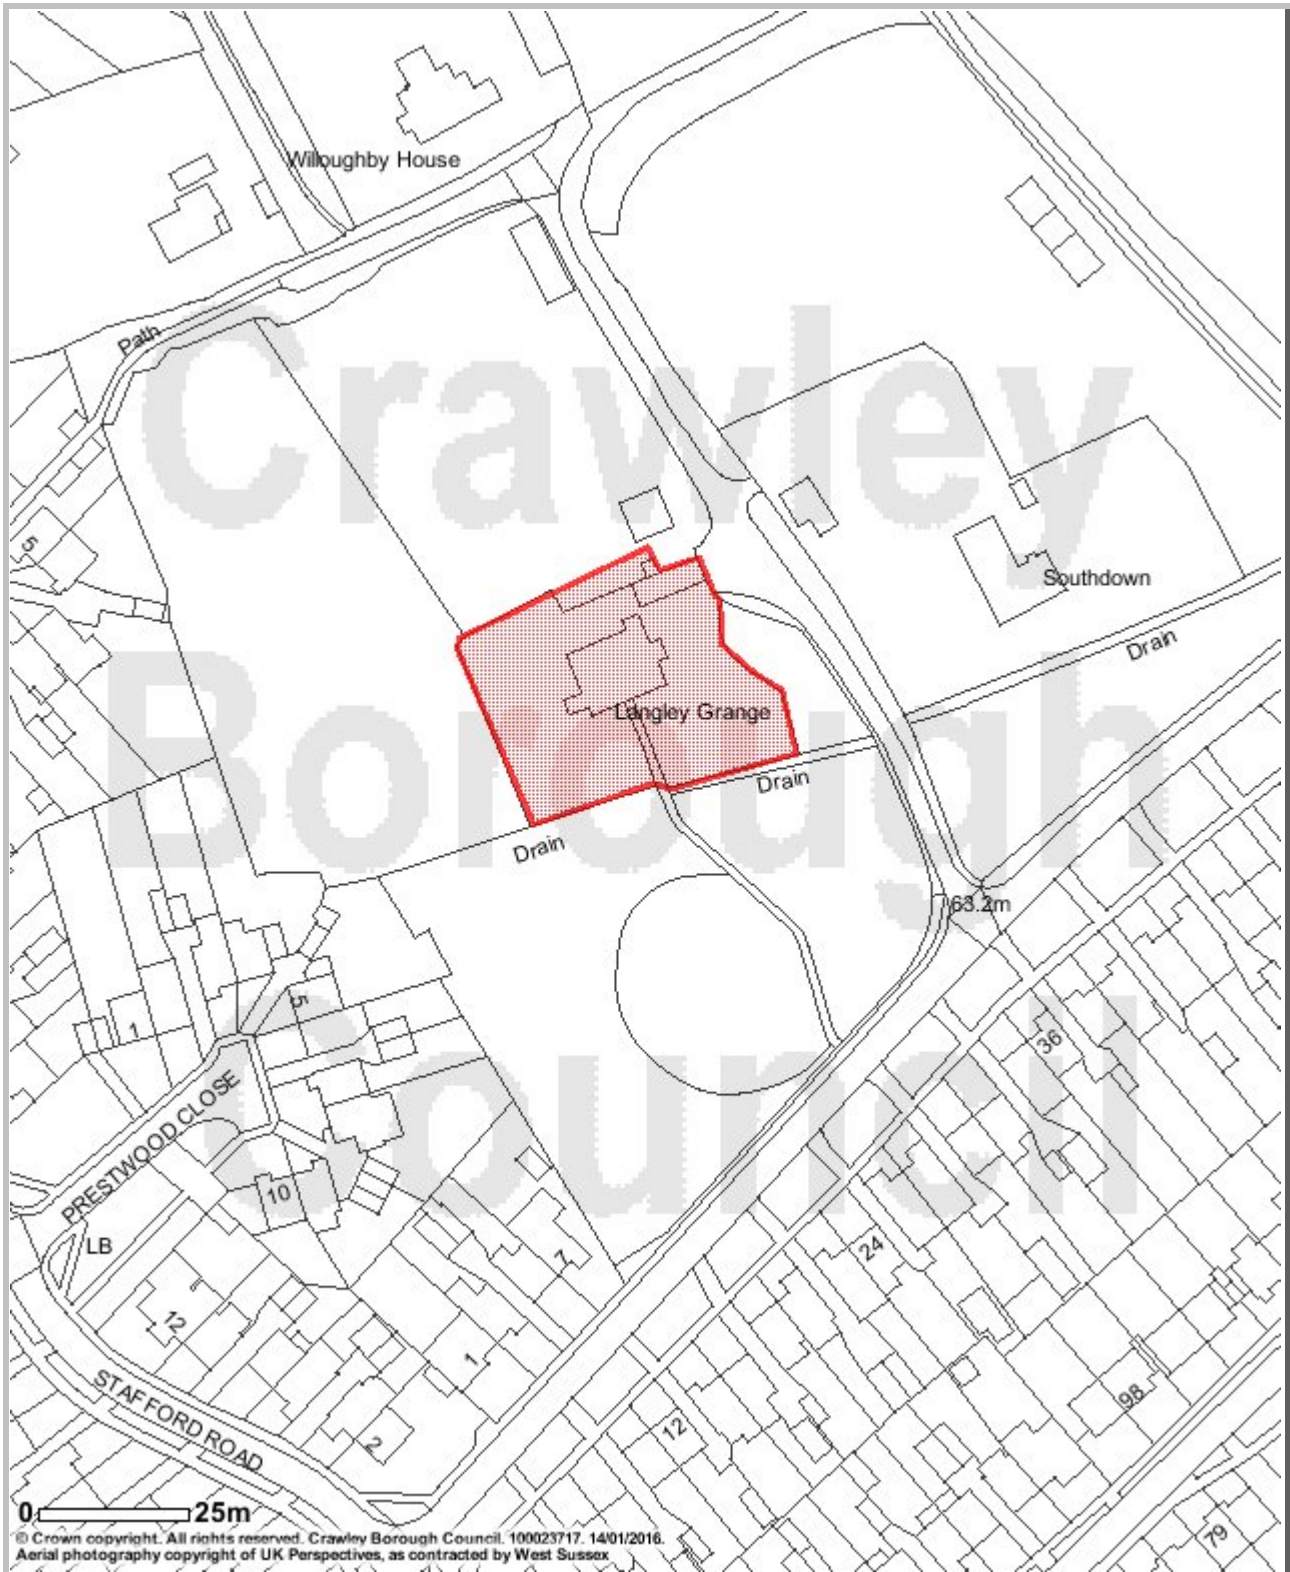 Willoughby House
Path
5
Southdown
Drain
Langley Grange
Drain
Drain
63.2m
Crawley
Borough
Council
1
5
36
PRESTWOOD CLOSE
10
LB
7
24
12
1
STAFFORD ROAD
2
12
98
79
0 25m
© Crown copyright. All rights reserved. Crawley Borough Council. 100023717. 14/01/2016.
Aerial photography copyright of UK Perspectives, as contracted by West Sussex